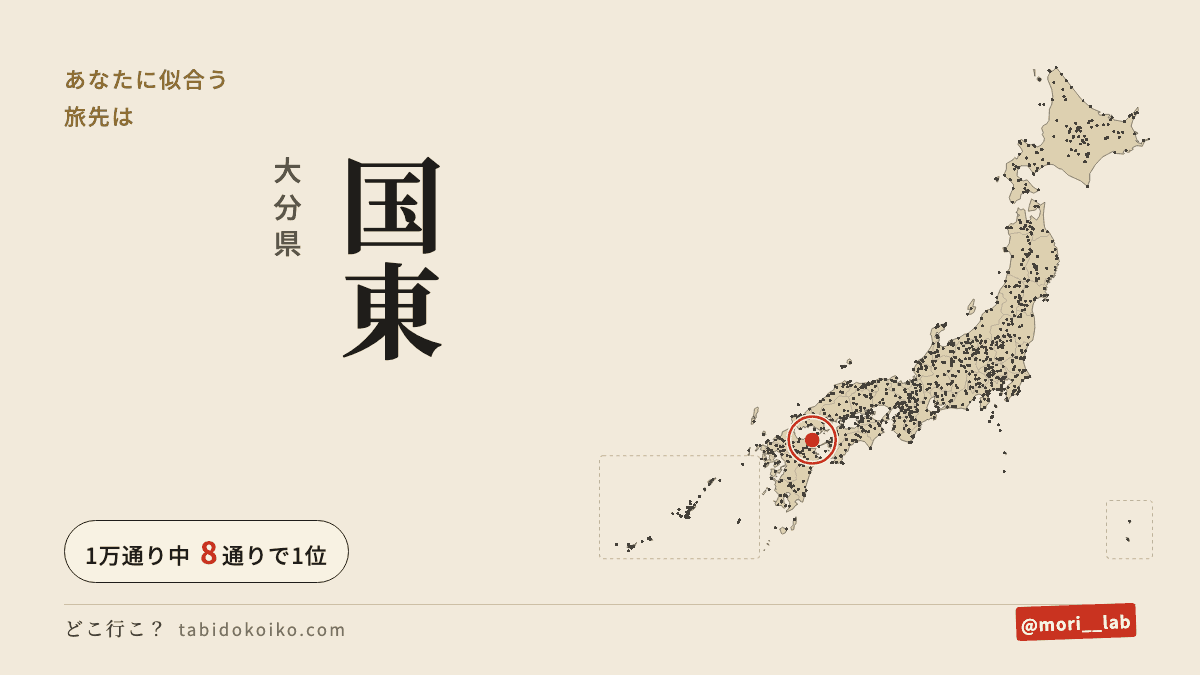 あなたに似合う
旅先は
国東
大分県
1万通り中 8通りで1位
どこ行こ？ tabidokoiko.com
@mori__lab